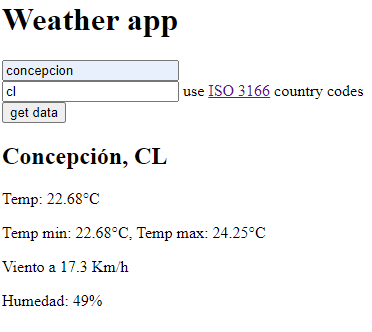 Weather app
concepcion
cl use ISO 3166 country codes
get data
Concepción, CL
Temp: 22.68°C
Temp min: 22.68°C, Temp max: 24.25°C
Viento a 17.3 Km/h
Humedad: 49%